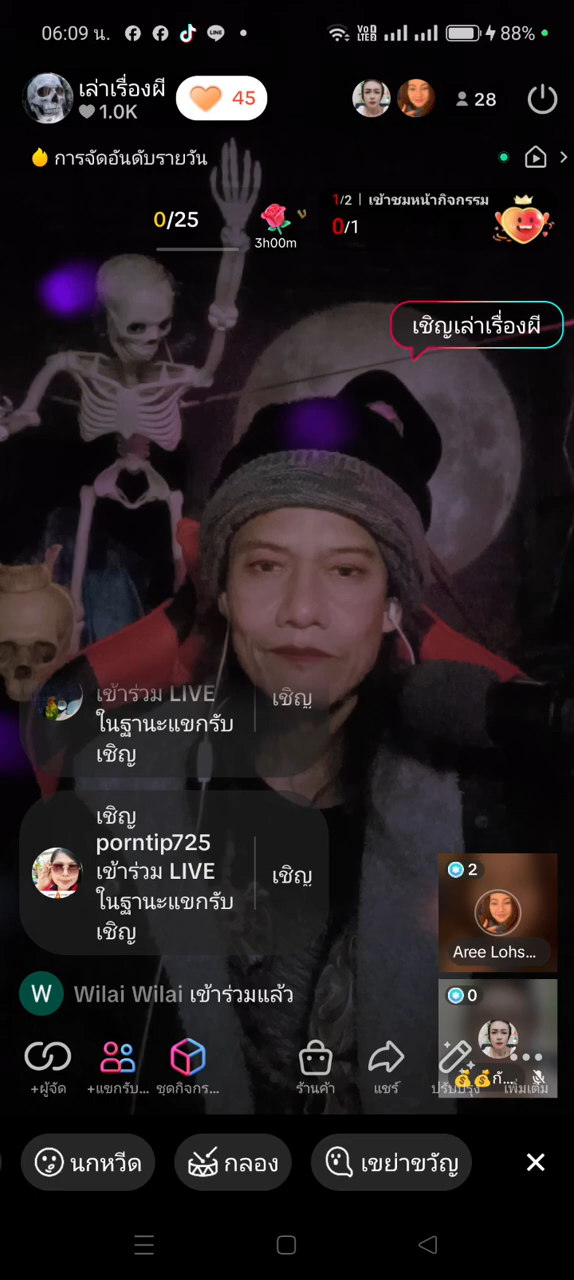 06:09 น.
VoD
LTE2
88%
เล่าเรื่องผี
1.0K
45
28
การจัดอันดับรายวัน
0/25
3h00m
1/2 | เข้าชมหน้ากิจกรรม
0/1
เชิญเล่าเรื่องผี
เข้าร่วม LIVE
ในฐานะแขกรับ
เชิญ
เชิญ
เชิญ
porntip725
เข้าร่วม LIVE
ในฐานะแขกรับ
เชิญ
เชิญ
2
Aree Lohs...
W
Wilai Wilai เข้าร่วมแล้ว
0
+ผู้จัด
+แขกรับ...
ชุดกิจกร...
ร้านค้า
แชร์
ปรับปรุง
เพิ่มเติม
นกหวีด
กลอง
เขย่าขวัญ